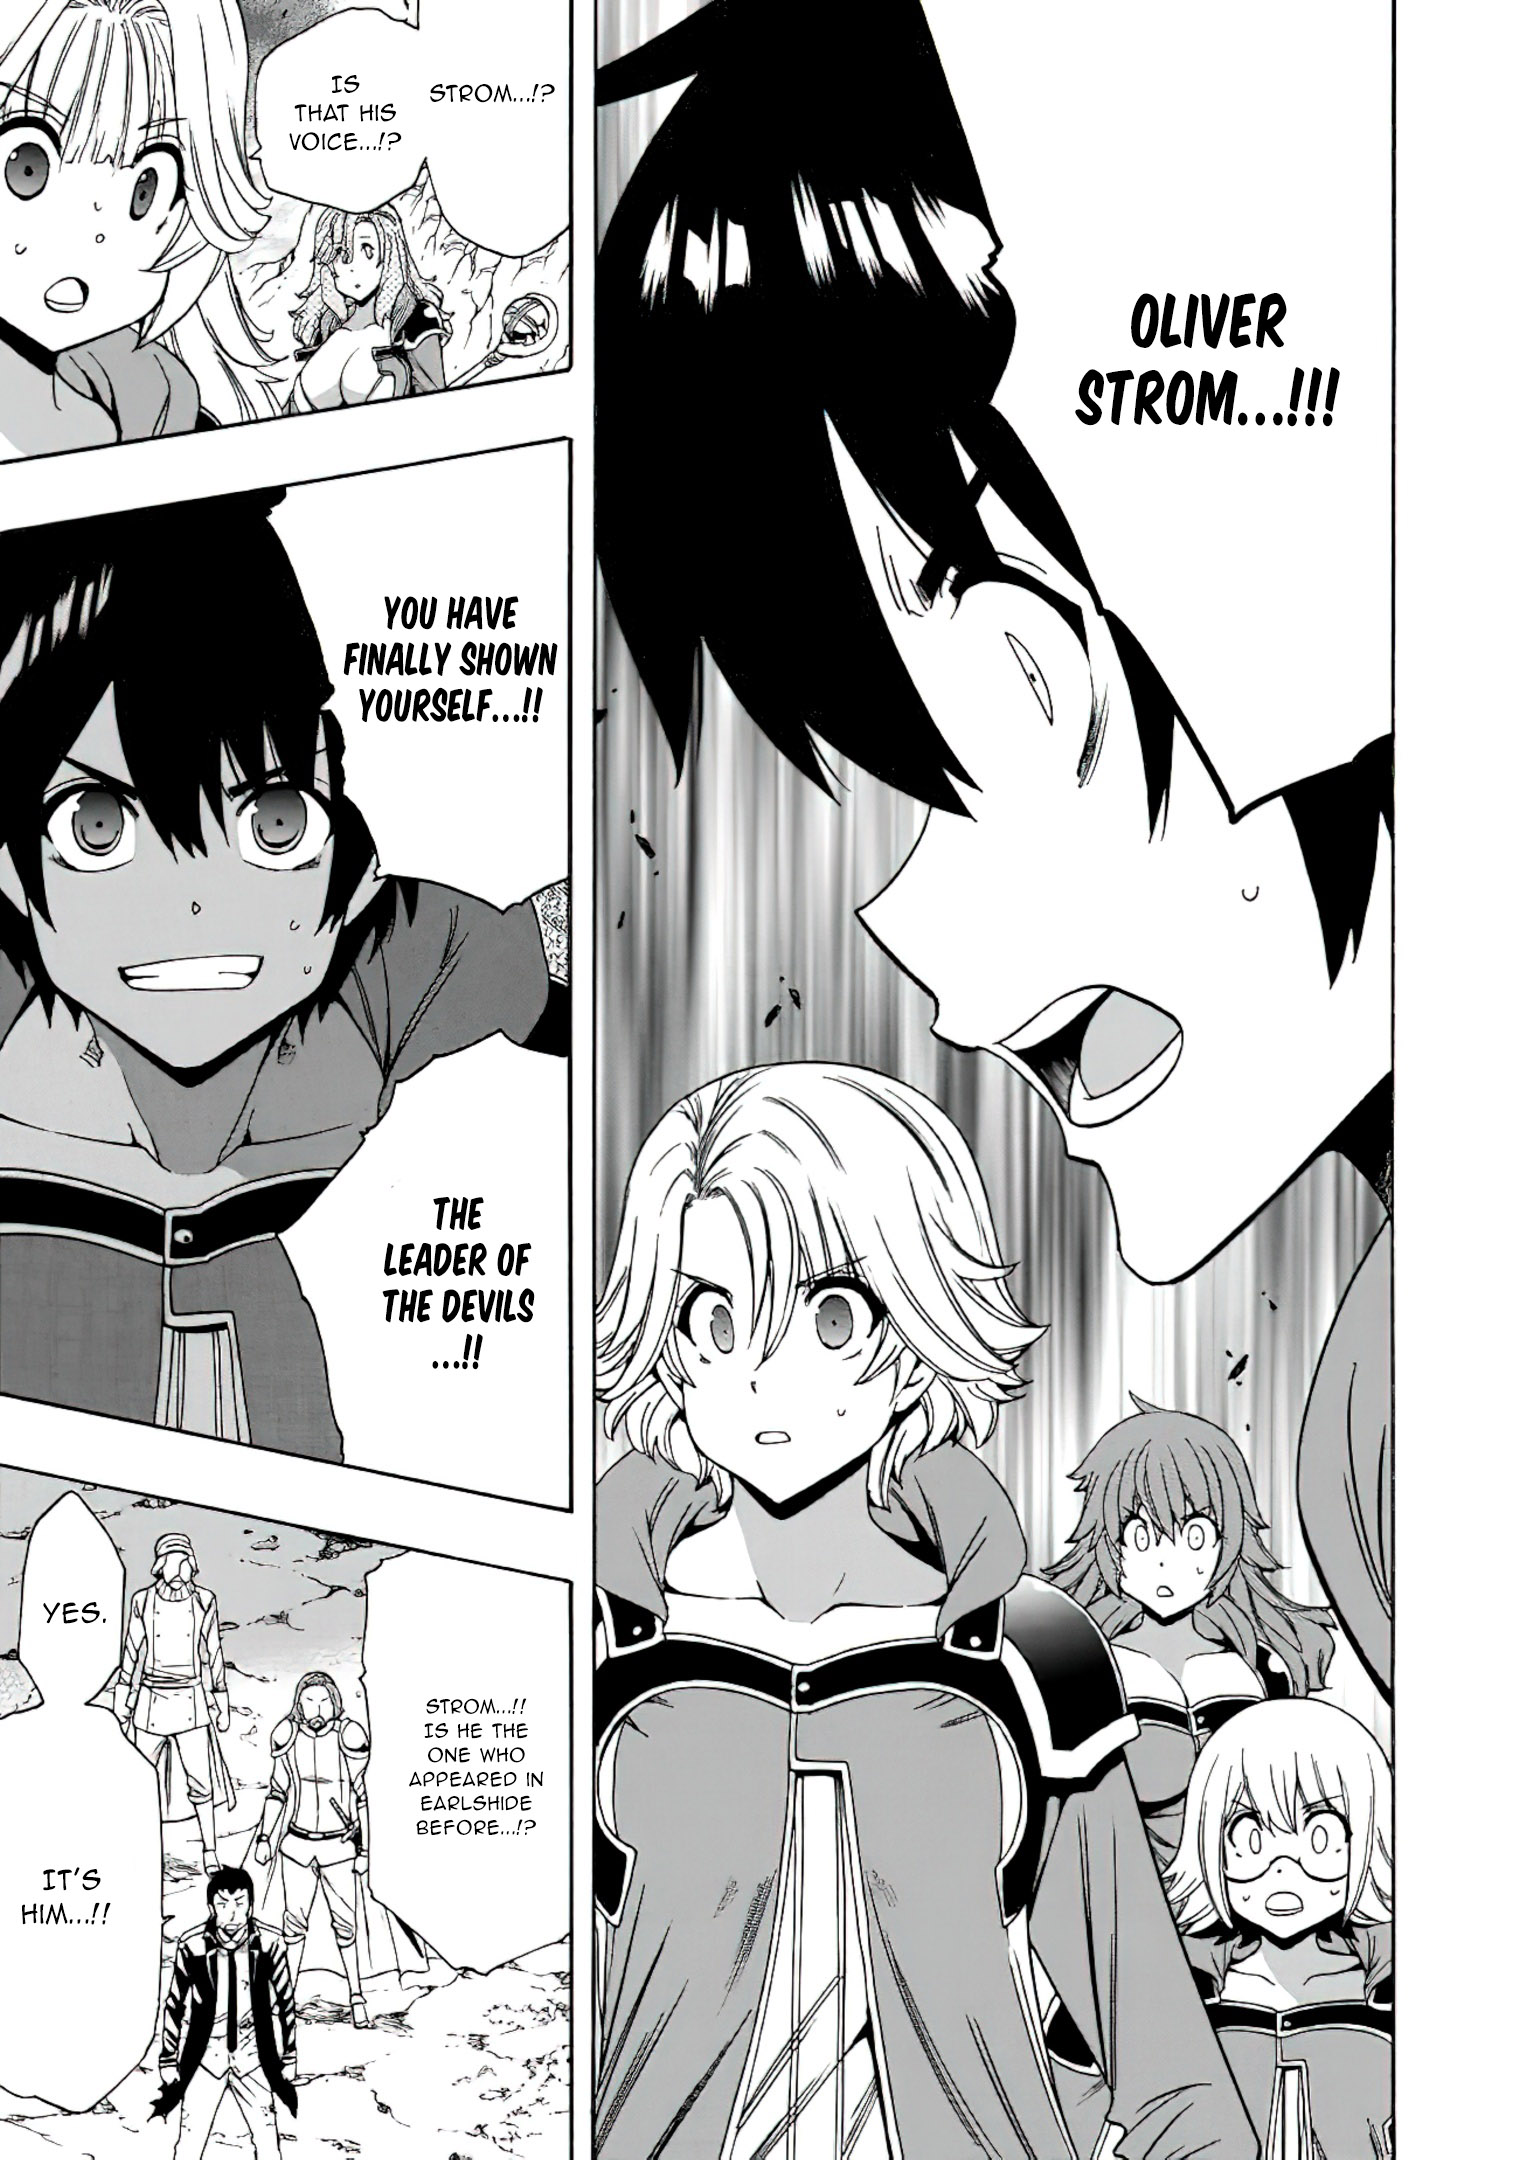 OLIVER
STROM...!!!
STROM...!?
IS
THAT HIS
VOICE...!?
YOU HAVE
FINALLY SHOWN
YOURSELF...!!
THE
LEADER OF
THE DEVILS
...!!
STROM...!!
IS HE THE
ONE WHO
APPEARED IN
EARLSHIDE
BEFORE...!?
YES.
IT'S
HIM...!!